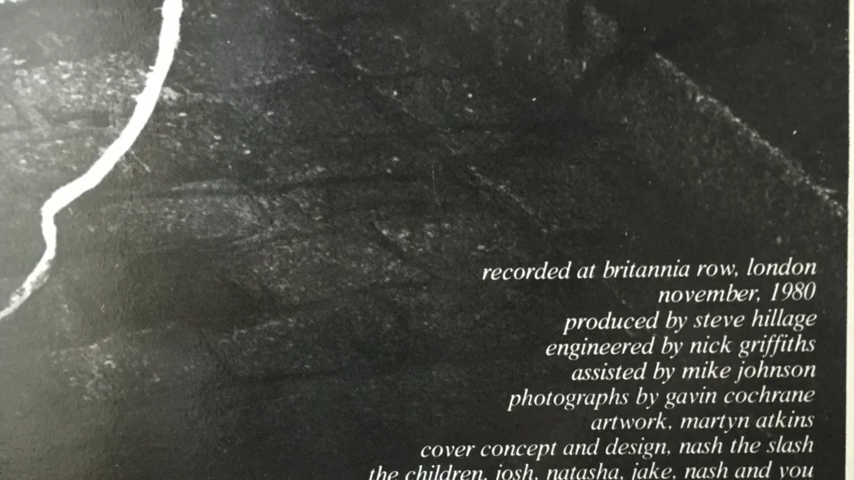 recorded at britannia row, london
november, 1980
produced by steve hillage
engineered by nick griffiths
assisted by mike johnson
photographs by gavin cochrane
artwork, martyn atkins
cover concept and design, nash the slash
the children, josh, natasha, jake, nash and you